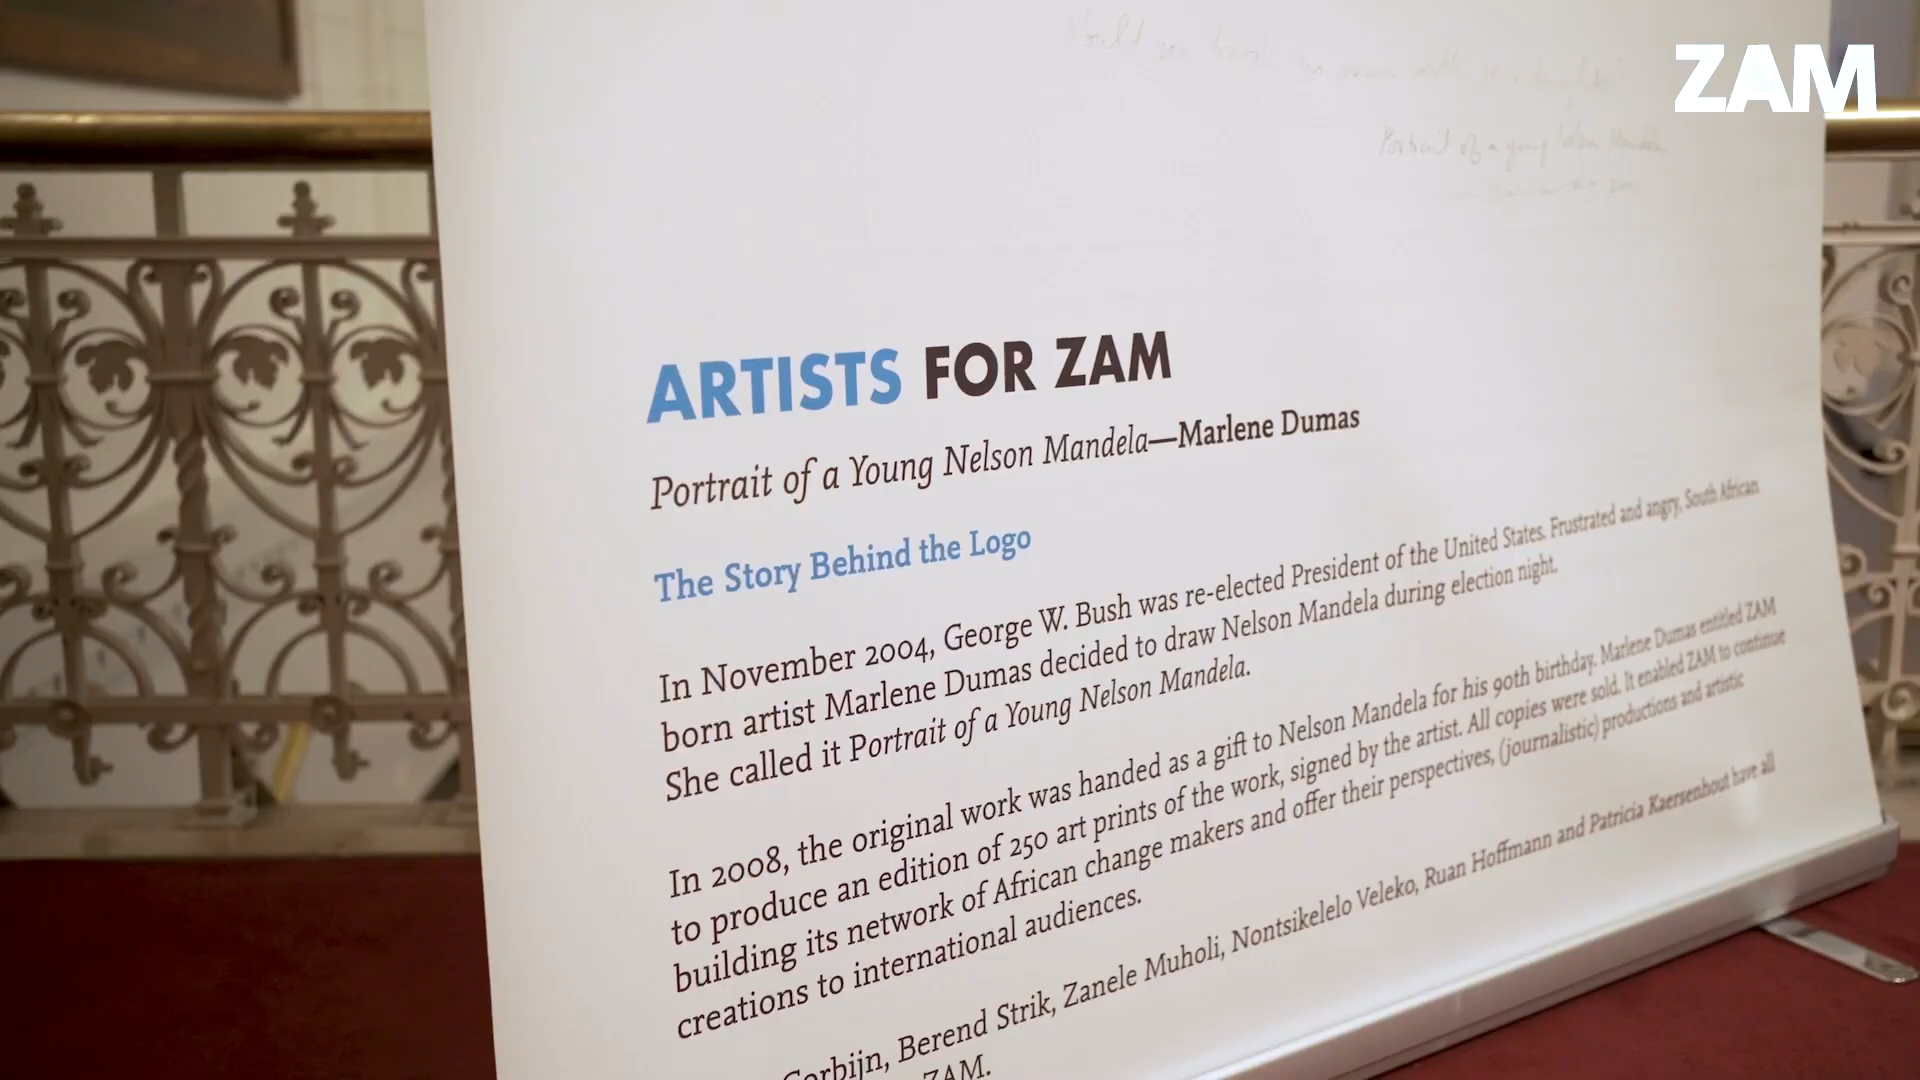 ZAM
Portrait of a young Nelson Mandela
ARTISTS FOR ZAM
Portrait of a Young Nelson Mandela—Marlene Dumas
The Story Behind the Logo
In November 2004, George W. Bush was re-elected President of the United States. Frustrated and angry, South African
born artist Marlene Dumas decided to draw Nelson Mandela during election night.
She called it Portrait of a Young Nelson Mandela.
In 2008, the original work was handed as a gift to Nelson Mandela for his 90th birthday. Marlene Dumas entitled ZAM
to produce an edition of 250 art prints of the work, signed by the artist. All copies were sold. It enabled ZAM to continue
building its network of African change makers and offer their perspectives, (journalistic) productions and artistic
creations to international audiences.
Corbijn, Berend Strik, Zanele Muholi, Nontsikelelo Veleko, Ruan Hoffmann and Patricia Kaersenhout have all
ZAM.